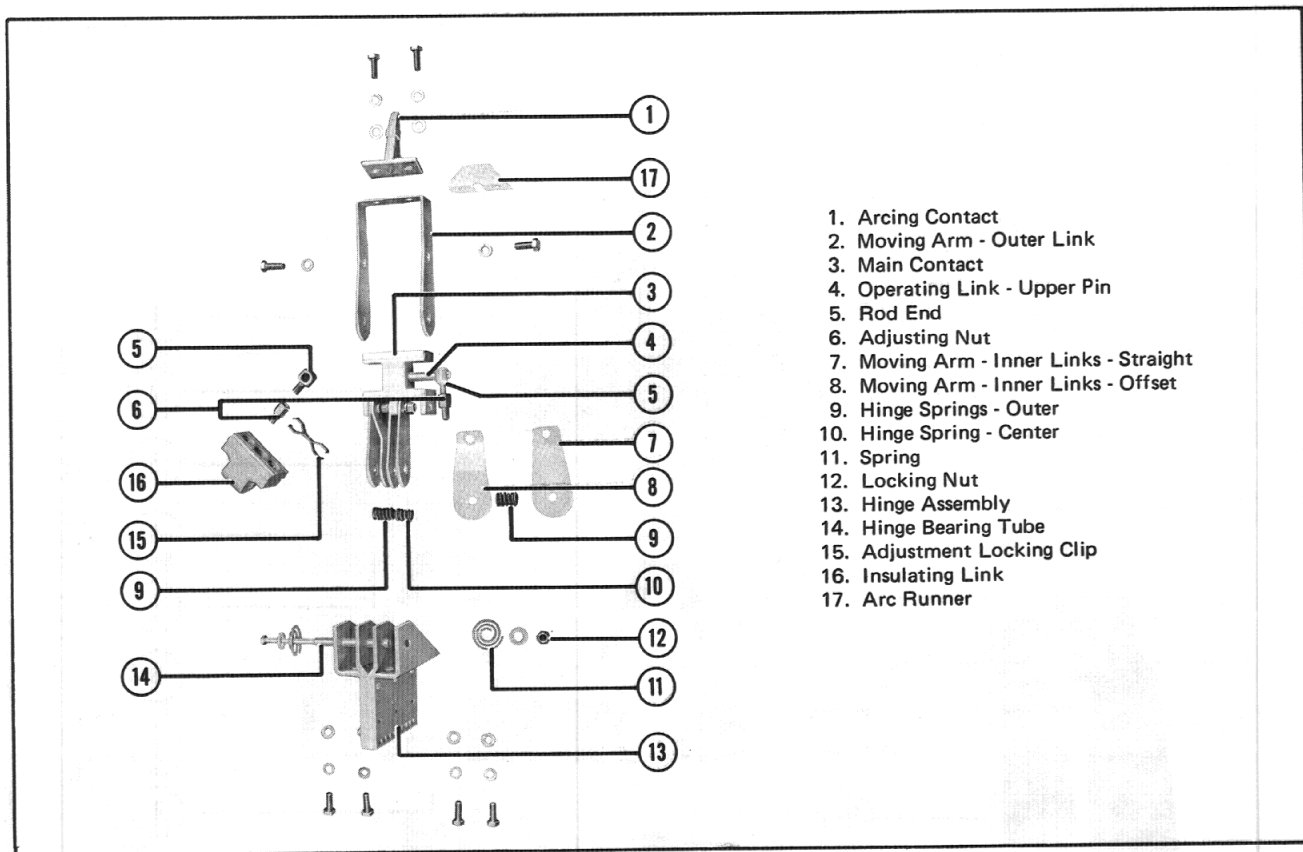 1
17
2
3
5
4
5
6
7
16
8
15
9
9
10
12
14
11
13
1. Arcing Contact
2. Moving Arm - Outer Link
3. Main Contact
4. Operating Link - Upper Pin
5. Rod End
6. Adjusting Nut
7. Moving Arm - Inner Links - Straight
8. Moving Arm - Inner Links - Offset
9. Hinge Springs - Outer
10. Hinge Spring - Center
11. Spring
12. Locking Nut
13. Hinge Assembly
14. Hinge Bearing Tube
15. Adjustment Locking Clip
16. Insulating Link
17. Arc Runner